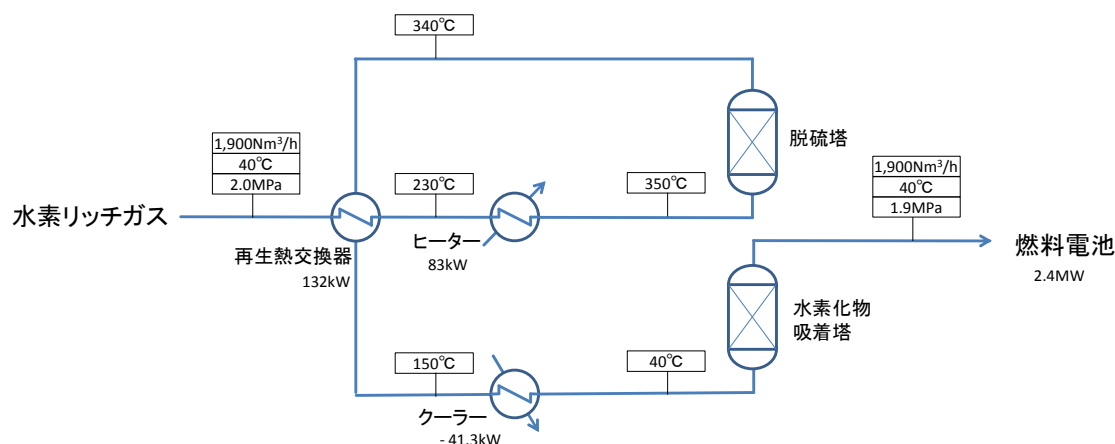 340℃
脱硫塔
1,900Nm³/h
40℃
2.0MPa
水素リッチガス
再生熱交換器
132kW
230℃
ヒーター
83kW
350℃
1,900Nm³/h
40℃
1.9MPa
燃料電池
2.4MW
水素化物
吸着塔
150℃
クーラー
- 41.3kW
40℃